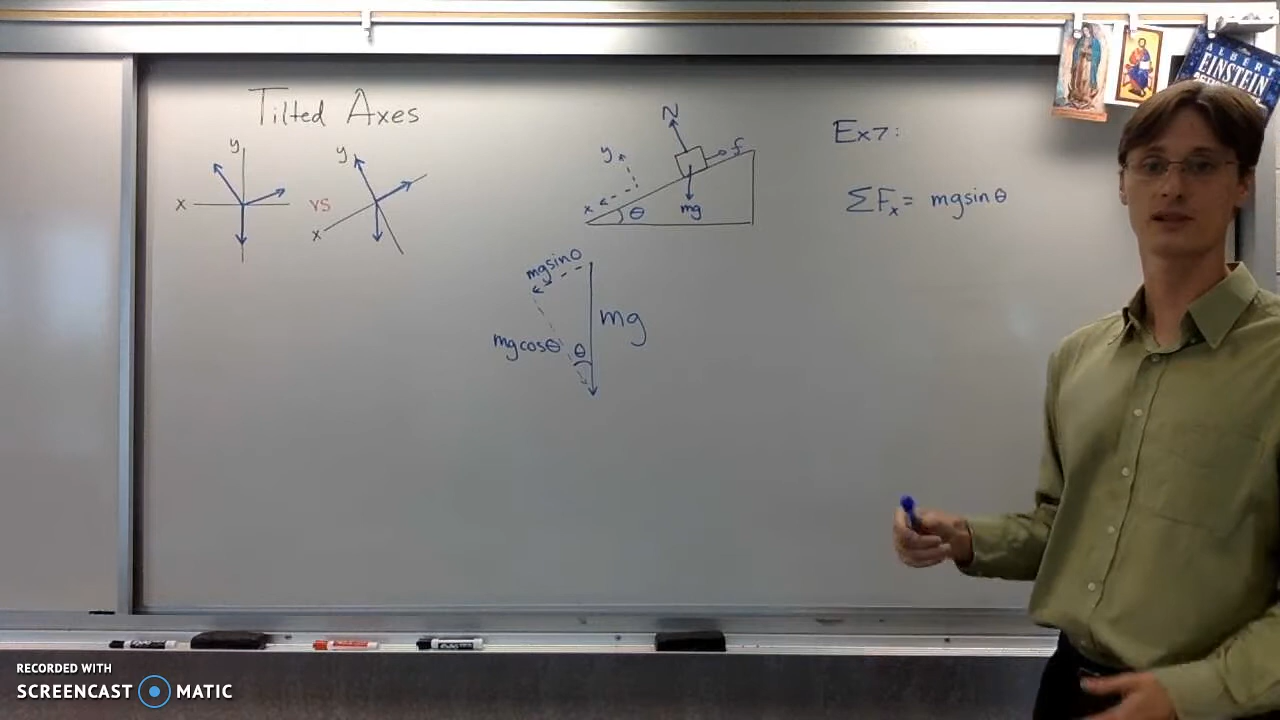 Tilted Axes
y
x
vs
y
x
N
y
f
x
θ
mg
Ex7:
ΣFx = mgsinθ
mgsinθ
mg
mgcosθ
θ
ALBERT
EINSTEIN
RECORDED WITH
SCREENCAST MATIC